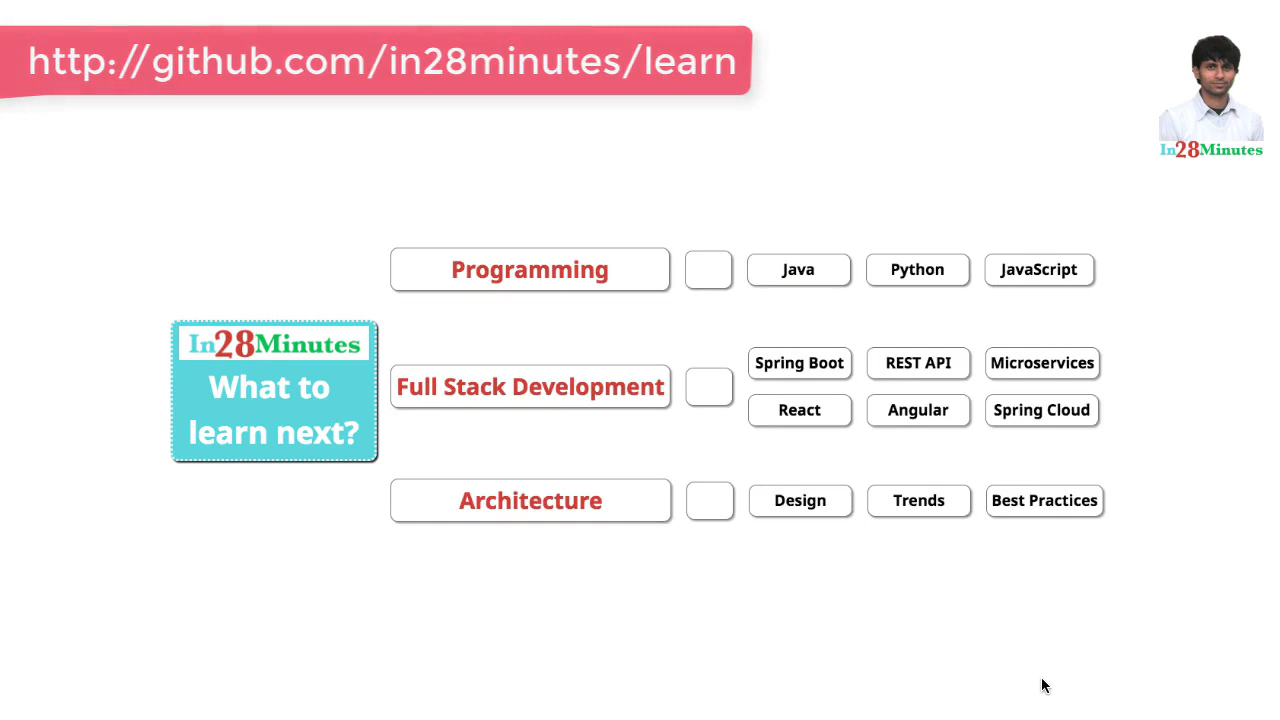 http://github.com/in28minutes/learn
In28Minutes
Programming
Java
Python
JavaScript
In28Minutes
What to
learn next?
Full Stack Development
Spring Boot
REST API
Microservices
React
Angular
Spring Cloud
Architecture
Design
Trends
Best Practices